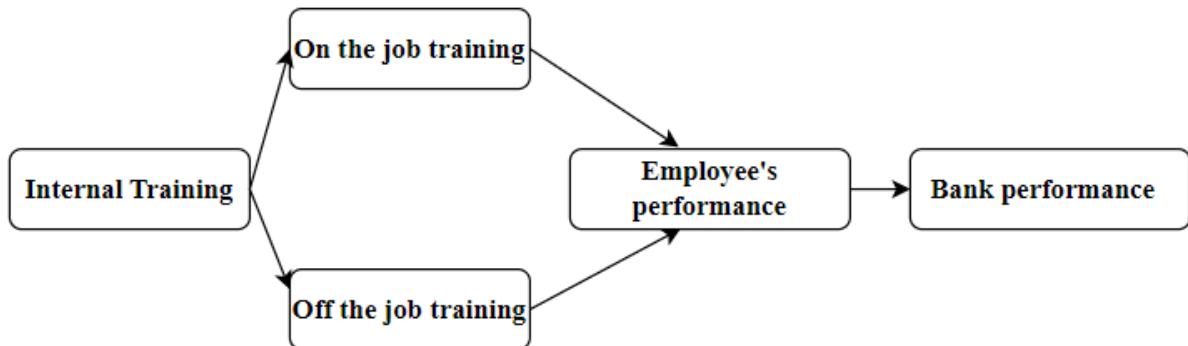 On the job training
Internal Training
Employee's
performance
Bank performance
Off the job training